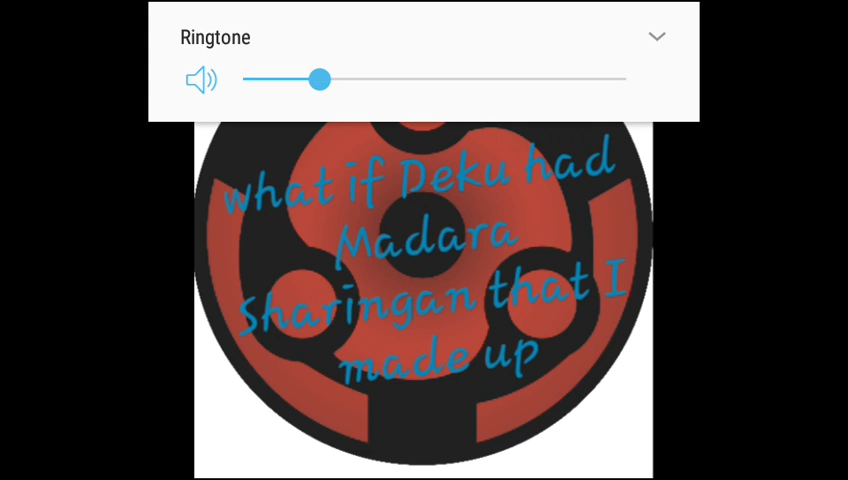 Ringtone
what if Deku had
Madara
Sharingan that I
made up